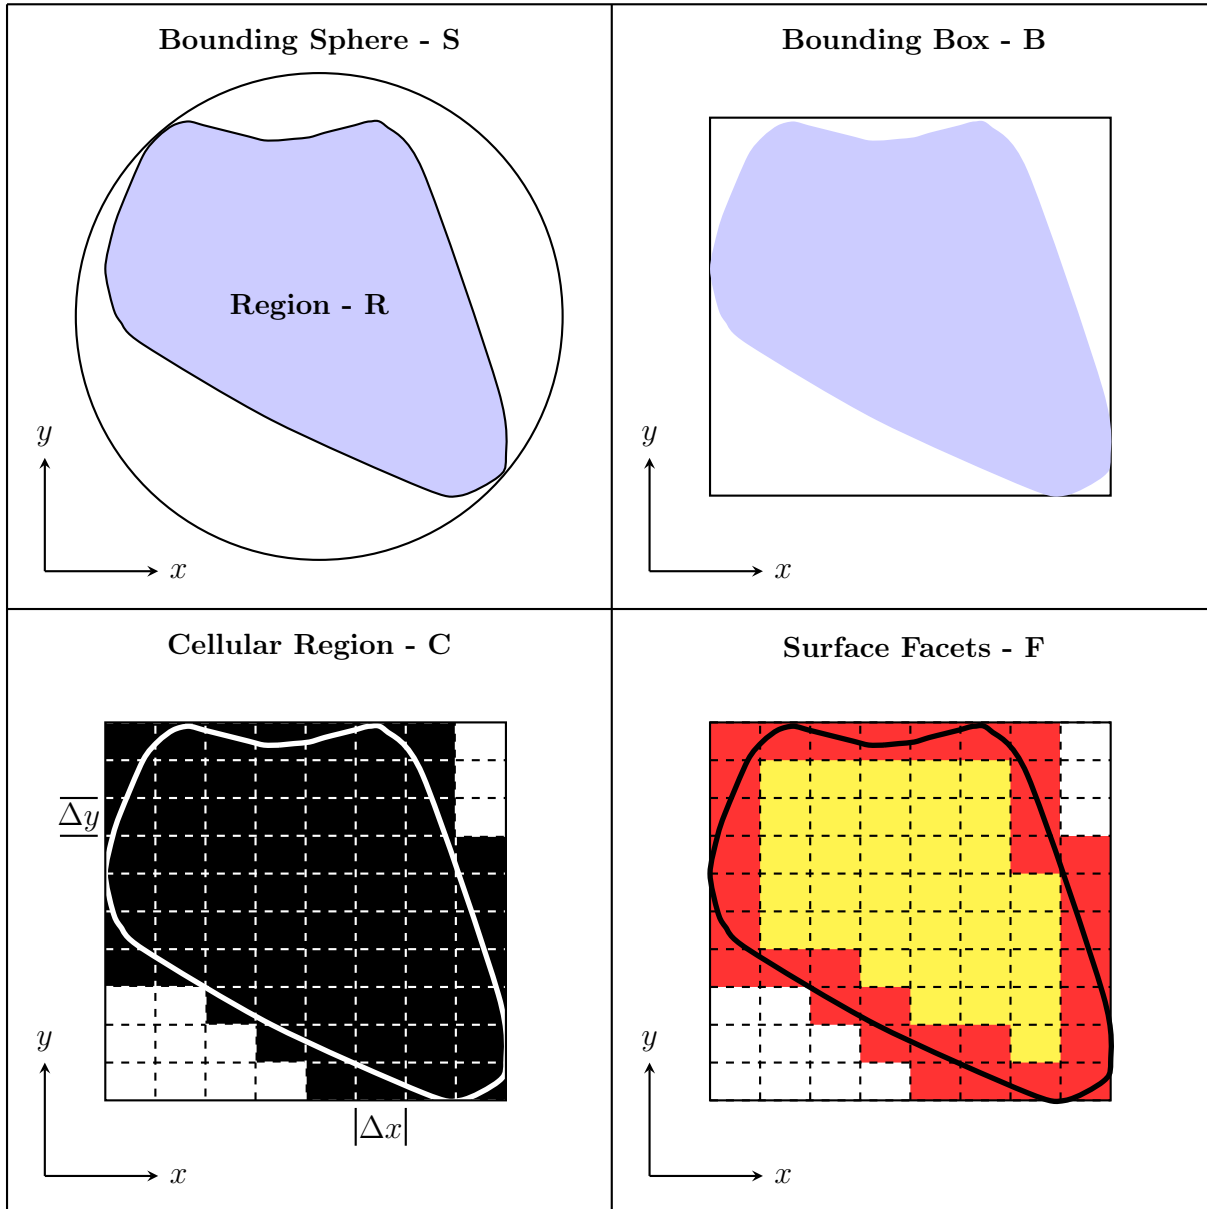 Bounding Sphere - S
Region - R
y
x
Bounding Box - B
y
x
Cellular Region - C
Δy
y
Δx
x
Surface Facets - F
y
x